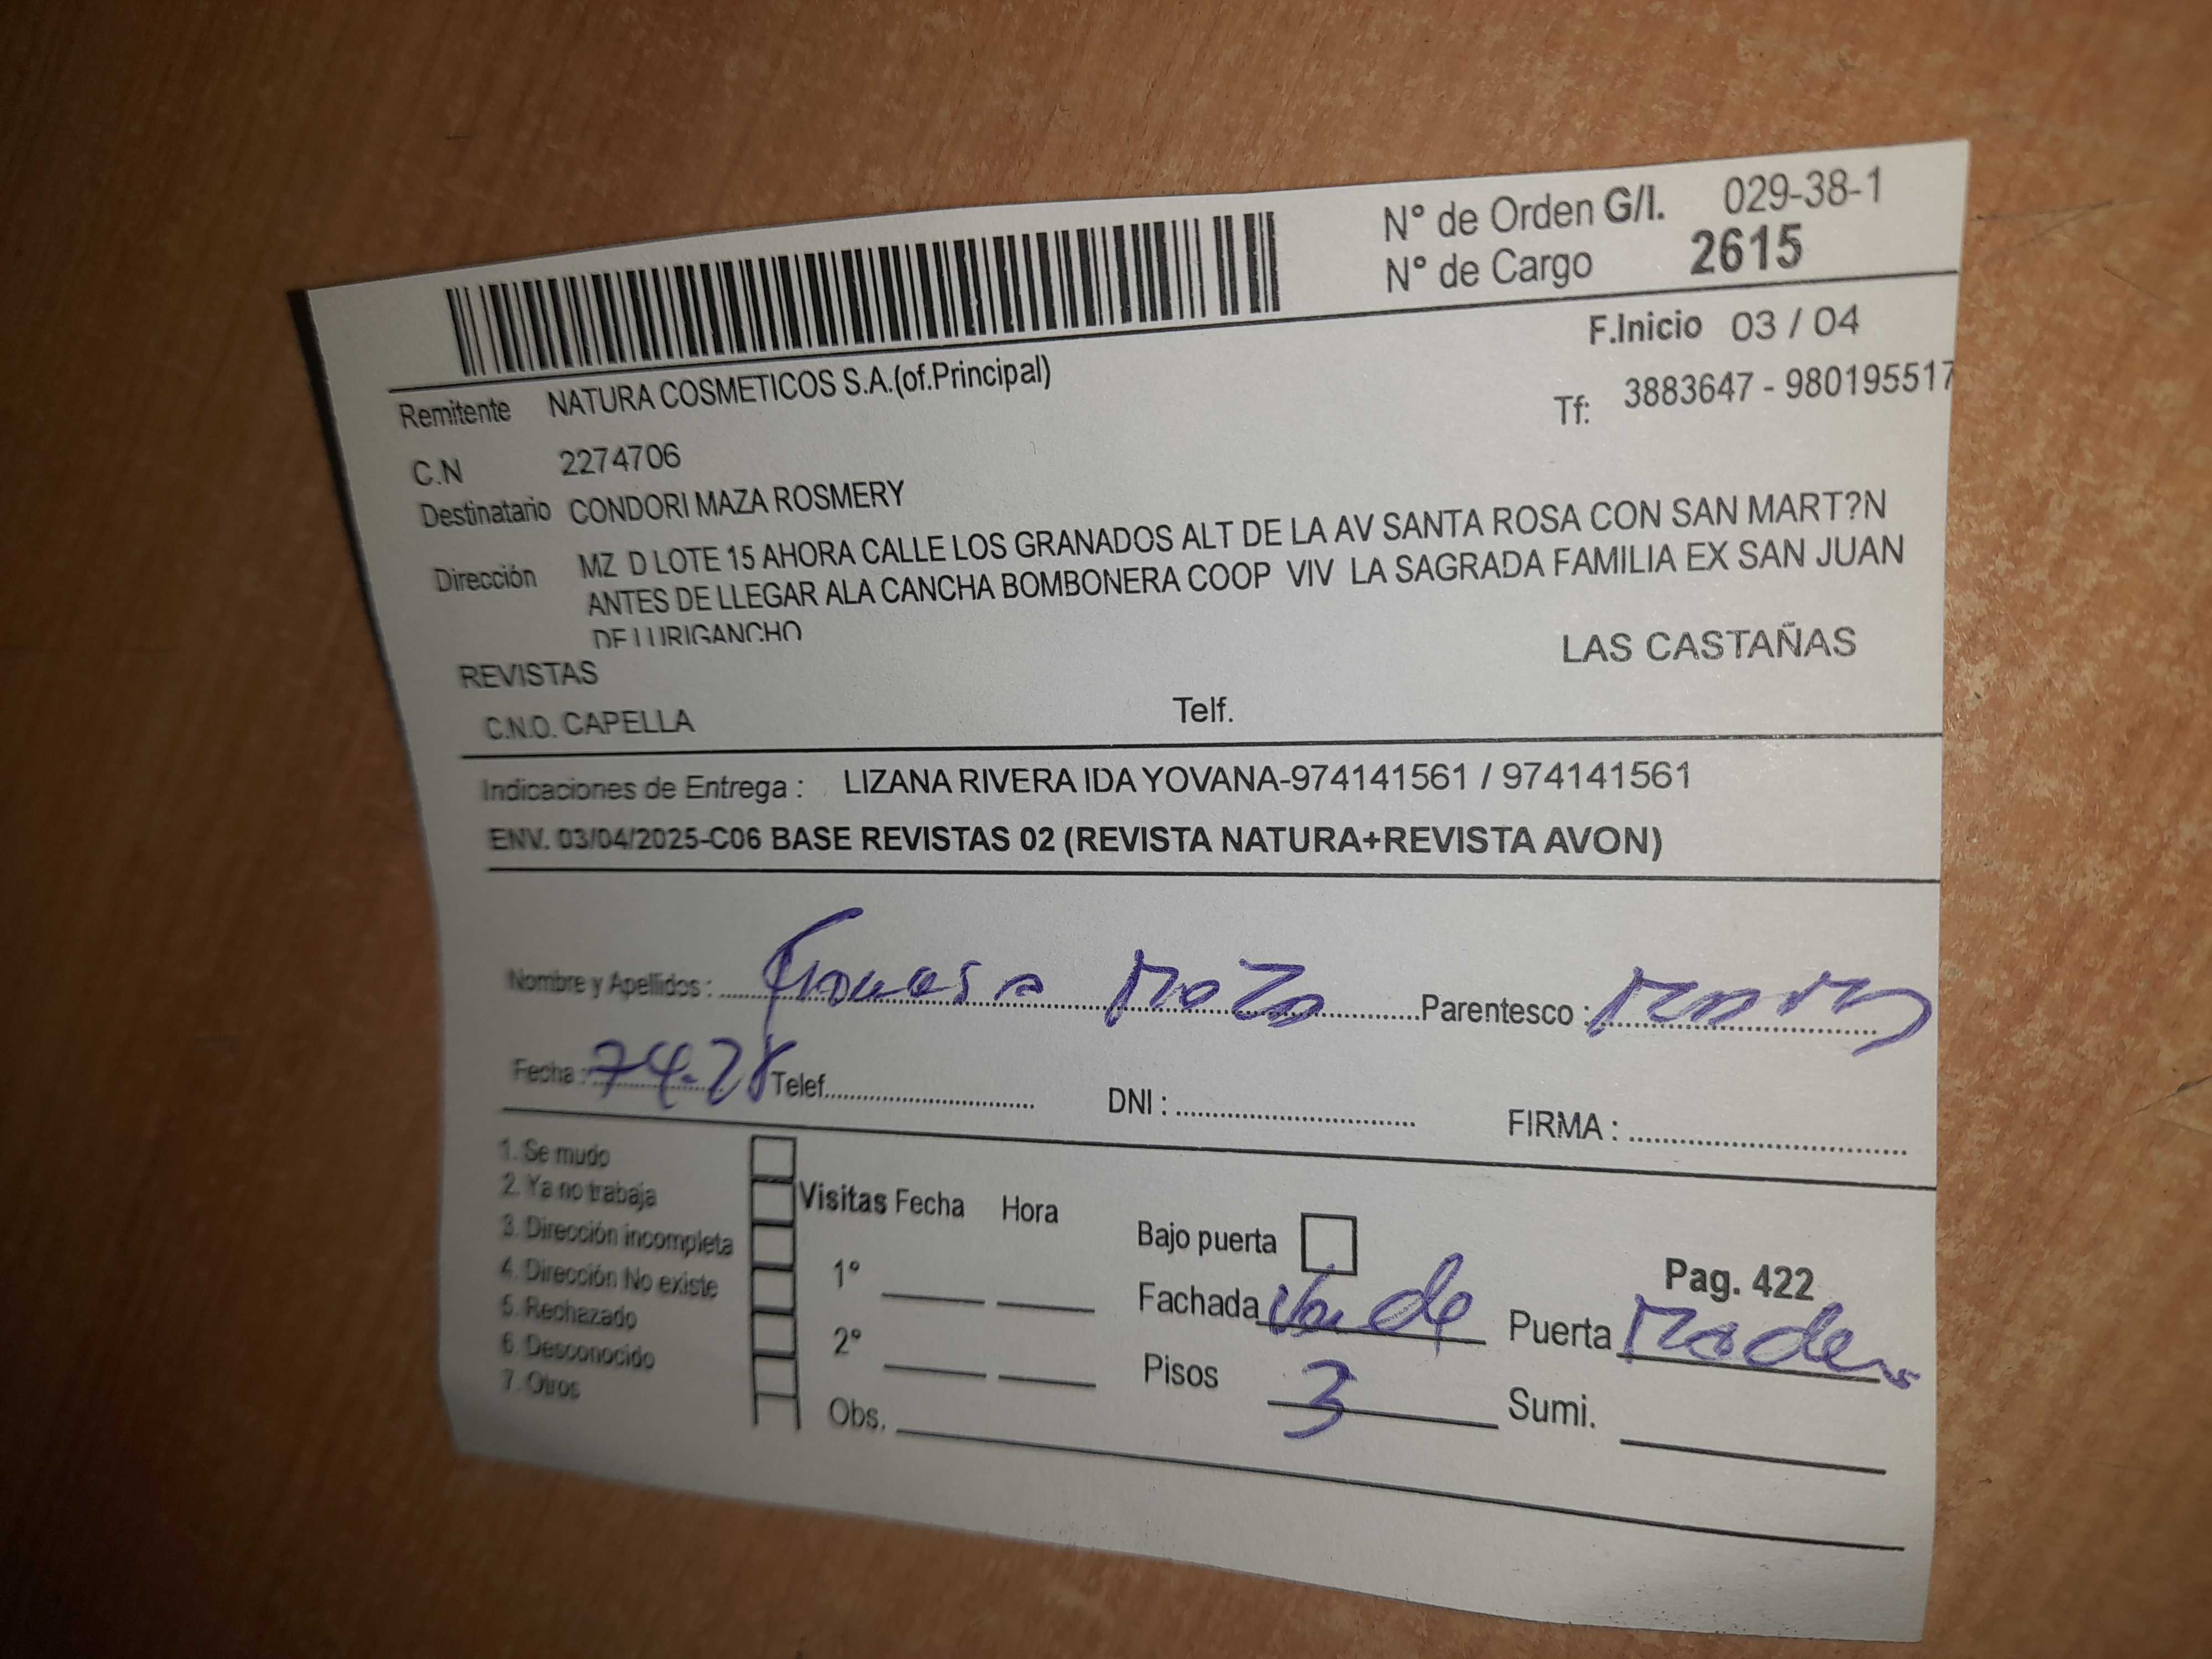 N° de Orden G/I. 029-38-1
N° de Cargo 2615
F.Inicio 03 / 04
Remitente NATURA COSMETICOS S.A.(of.Principal)
Tf: 3883647 - 980195517
C.N 2274706
Destinatario CONDORI MAZA ROSMERY
Dirección MZ D LOTE 15 AHORA CALLE LOS GRANADOS ALT DE LA AV SANTA ROSA CON SAN MART?N
ANTES DE LLEGAR ALA CANCHA BOMBONERA COOP VIV LA SAGRADA FAMILIA EX SAN JUAN
DE LURIGANCHO
LAS CASTAÑAS
REVISTAS
C.N.O. CAPELLA Telf.
Indicaciones de Entrega : LIZANA RIVERA IDA YOVANA-974141561 / 974141561
ENV. 03/04/2025-C06 BASE REVISTAS 02 (REVISTA NATURA+REVISTA AVON)
Nombre y Apellidos : Maza Parentesco :
Fecha : Telef. DNI : FIRMA :
1. Se mudo
2. Ya no trabaja
3. Dirección incompleta
4. Dirección No existe
5. Rechazado
6. Desconocido
7. Otros
Visitas Fecha Hora
1°
2°
Obs.
Bajo puerta
Pag. 422
Fachada Verde Puerta Madera
Pisos 3 Sumi.